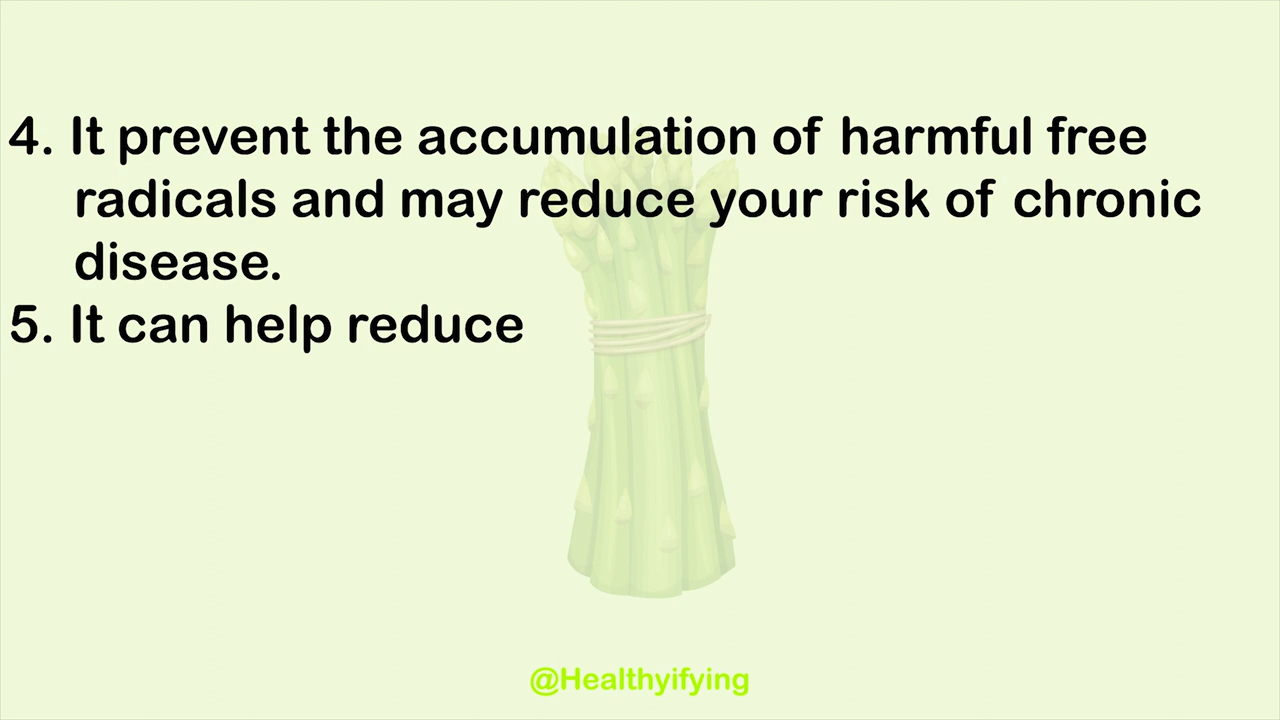 4. It prevent the accumulation of harmful free
radicals and may reduce your risk of chronic
disease.
5. It can help reduce
@Healthyifying